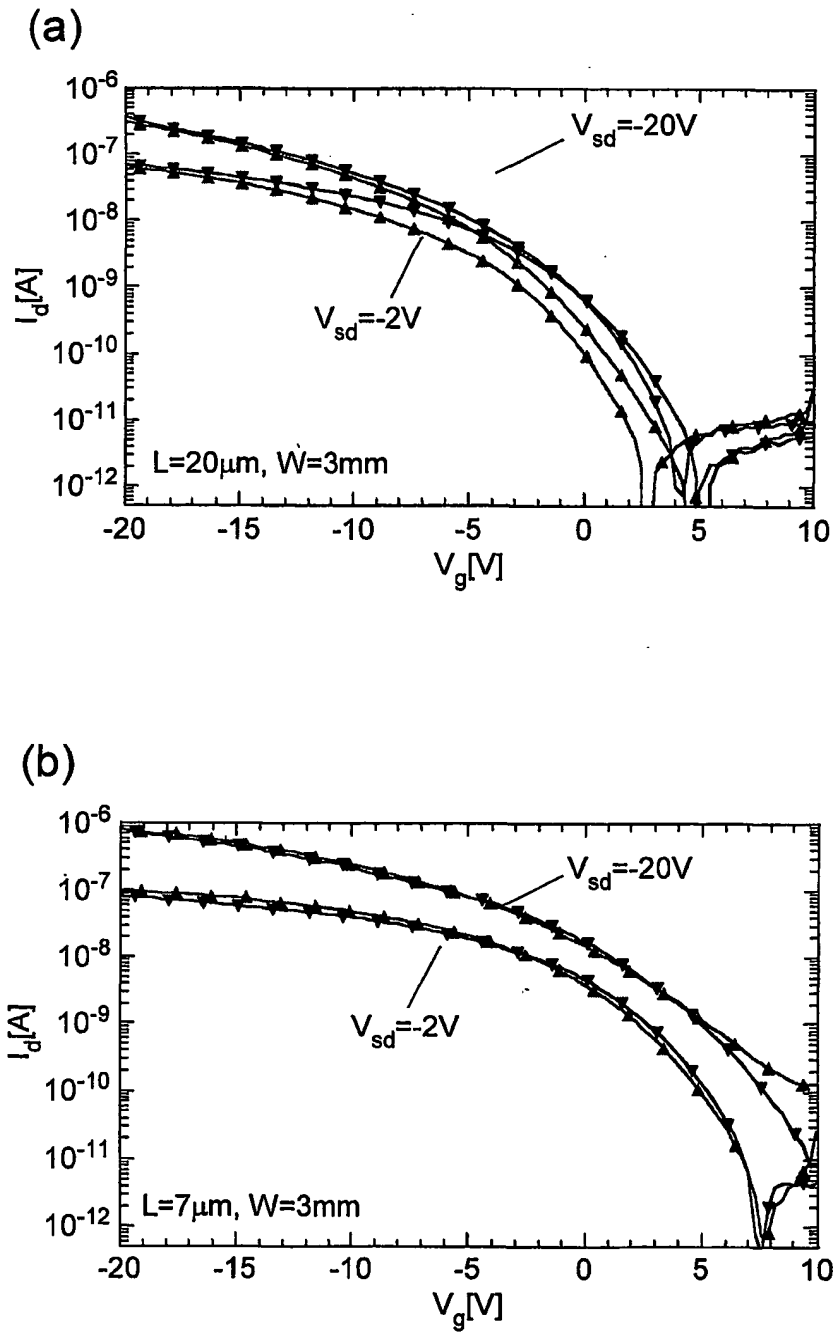 (a)
10⁻⁶
10⁻⁷
10⁻⁸
10⁻⁹
10⁻¹⁰
10⁻¹¹
10⁻¹²
I_d[A]
V_sd=-20V
V_sd=-2V
L=20μm, W=3mm
-20 -15 -10 -5 0 5 10
V_g[V]
(b)
10⁻⁶
10⁻⁷
10⁻⁸
10⁻⁹
10⁻¹⁰
10⁻¹¹
10⁻¹²
I_d[A]
V_sd=-20V
V_sd=-2V
L=7μm, W=3mm
-20 -15 -10 -5 0 5 10
V_g[V]